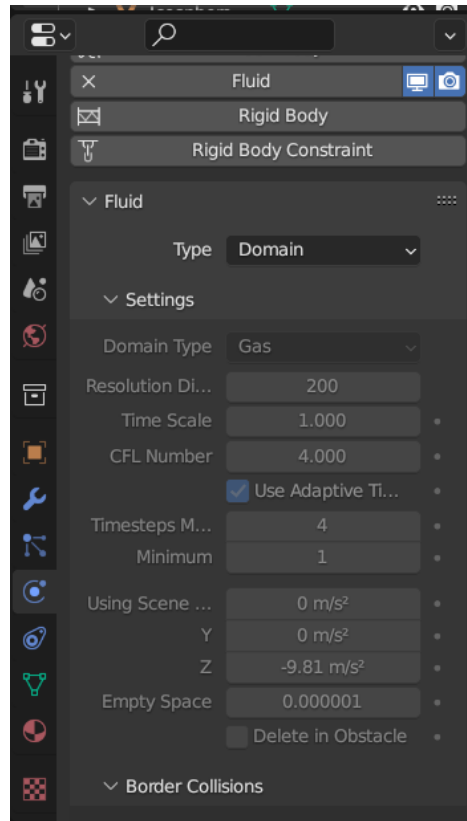 Fluid
Rigid Body
Rigid Body Constraint
Fluid
Type Domain
Settings
Domain Type Gas
Resolution Di... 200
Time Scale 1.000
CFL Number 4.000
Use Adaptive Ti...
Timesteps M... 4
Minimum 1
Using Scene ... 0 m/s²
Y 0 m/s²
Z -9.81 m/s²
Empty Space 0.000001
Delete in Obstacle
Border Collisions